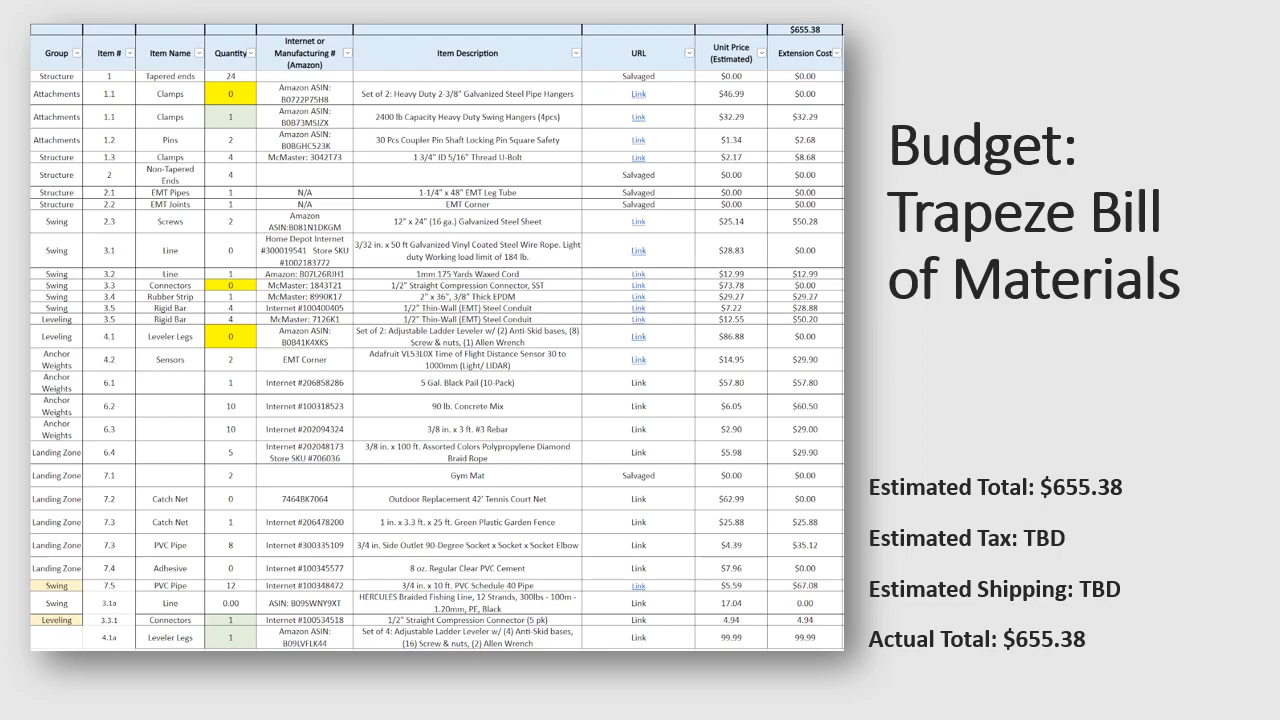 $655.38
Group Item # Item Name Quantity Internet or Manufacturing # (Amazon) Item Description URL Unit Price (Estimated) Extension Cost
Structure 1 Tapered ends 24 Salvaged $0.00 $0.00
Attachments 1.1 Clamps 0 Amazon ASIN: B0722P75H8 Set of 2: Heavy Duty 2-3/8" Galvanized Steel Pipe Hangers Link $46.99 $0.00
Attachments 1.1 Clamps 1 Amazon ASIN: B0B73MSJZX 2400 lb Capacity Heavy Duty Swing Hangers (4pcs) Link $32.29 $32.29
Attachments 1.2 Pins 2 Amazon ASIN: B0BGHC523K 30 Pcs Coupler Pin Shaft Locking Pin Square Safety Link $1.34 $2.68
Structure 1.3 Clamps 4 McMaster: 3042T73 1 3/4" ID 5/16" Thread U-Bolt Link $2.17 $8.68
Structure 2 Non-Tapered Ends 4 Salvaged $0.00 $0.00
Structure 2.1 EMT Pipes 1 N/A 1-1/4" x 48" EMT Leg Tube Salvaged $0.00 $0.00
Structure 2.2 EMT Joints 1 N/A EMT Corner Salvaged $0.00 $0.00
Swing 2.3 Screws 2 Amazon ASIN:B081N1DKGM 12" x 24" (16 ga.) Galvanized Steel Sheet Link $25.14 $50.28
Swing 3.1 Line 0 Home Depot Internet #300019541 Store SKU #1002183772 3/32 in. x 50 ft Galvanized Vinyl Coated Steel Wire Rope. Light duty Working load limit of 184 lb. Link $28.83 $0.00
Swing 3.2 Line 1 Amazon: B07L26RJH1 1mm 175 Yards Waxed Cord Link $12.99 $12.99
Swing 3.3 Connectors 0 McMaster: 1843T21 1/2" Straight Compression Connector, SST Link $73.78 $0.00
Swing 3.4 Rubber Strip 1 McMaster: 8990K17 2" x 36", 3/8" Thick EPDM Link $29.27 $29.27
Swing 3.5 Rigid Bar 4 Internet #100400405 1/2" Thin-Wall (EMT) Steel Conduit Link $7.22 $28.88
Leveling 3.5 Rigid Bar 4 McMaster: 7126K1 1/2" Thin-Wall (EMT) Steel Conduit Link $12.55 $50.20
Leveling 4.1 Leveler Legs 0 Amazon ASIN: B0B41K4XKS Set of 2: Adjustable Ladder Leveler w/ (2) Anti-Skid bases, (8) Screw & nuts, (1) Allen Wrench Link $86.88 $0.00
Anchor Weights 4.2 Sensors 2 EMT Corner Adafruit VL53L0X Time of Flight Distance Sensor 30 to 1000mm (Light/ LIDAR) Link $14.95 $29.90
Anchor Weights 6.1 1 Internet #206858286 5 Gal. Black Pail (10-Pack) Link $57.80 $57.80
Anchor Weights 6.2 10 Internet #100318523 90 lb. Concrete Mix Link $6.05 $60.50
Anchor Weights 6.3 10 Internet #202094324 3/8 in. x 3 ft. #3 Rebar Link $2.90 $29.00
Landing Zone 6.4 5 Internet #202048173 Store SKU #706036 3/8 in. x 100 ft. Assorted Colors Polypropylene Diamond Braid Rope Link $5.98 $29.90
Landing Zone 7.1 2 Gym Mat Salvaged $0.00 $0.00
Landing Zone 7.2 Catch Net 0 7464BK7064 Outdoor Replacement 42' Tennis Court Net Link $62.99 $0.00
Landing Zone 7.3 Catch Net 1 Internet #206478200 1 in. x 3.3 ft. x 25 ft. Green Plastic Garden Fence Link $25.88 $25.88
Landing Zone 7.3 PVC Pipe 8 Internet #300335109 3/4 in. Side Outlet 90-Degree Socket x Socket x Socket Elbow Link $4.39 $35.12
Landing Zone 7.4 Adhesive 0 Internet #100345577 8 oz. Regular Clear PVC Cement Link $7.96 $0.00
Swing 7.5 PVC Pipe 12 Internet #100348472 3/4 in. x 10 ft. PVC Schedule 40 Pipe Link $5.59 $67.08
Swing 3.1a Line 0.00 ASIN: B09SWNY9XT HERCULES Braided Fishing Line, 12 Strands, 300lbs - 100m - 1.20mm, PE, Black 17.04 0.00
Leveling 3.3.1 Connectors 1 Internet #100534518 1/2" Straight Compression Connector (5 pk) 4.94 4.94
4.1a Leveler Legs 1 Amazon ASIN: B09LVFLK44 Set of 4: Adjustable Ladder Leveler w/ (4) Anti-Skid bases, (16) Screw & nuts, (2) Allen Wrench 99.99 99.99
Budget:
Trapeze Bill
of Materials
Estimated Total: $655.38
Estimated Tax: TBD
Estimated Shipping: TBD
Actual Total: $655.38